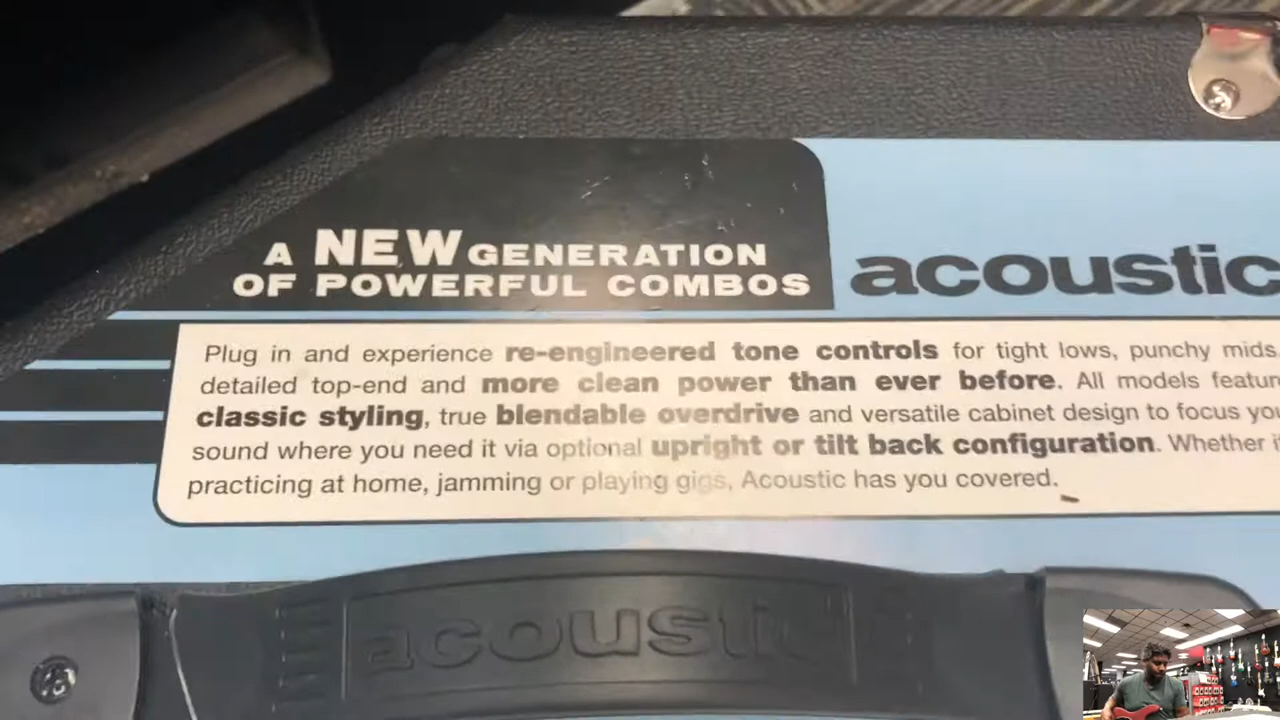 A NEW GENERATION
OF POWERFUL COMBOS
acoustic
Plug in and experience re-engineered tone controls for tight lows, punchy mids
detailed top-end and more clean power than ever before. All models featur
classic styling, true blendable overdrive and versatile cabinet design to focus yo
sound where you need it via optional upright or tilt back configuration. Whether i
practicing at home, jamming or playing gigs, Acoustic has you covered.
acoustic